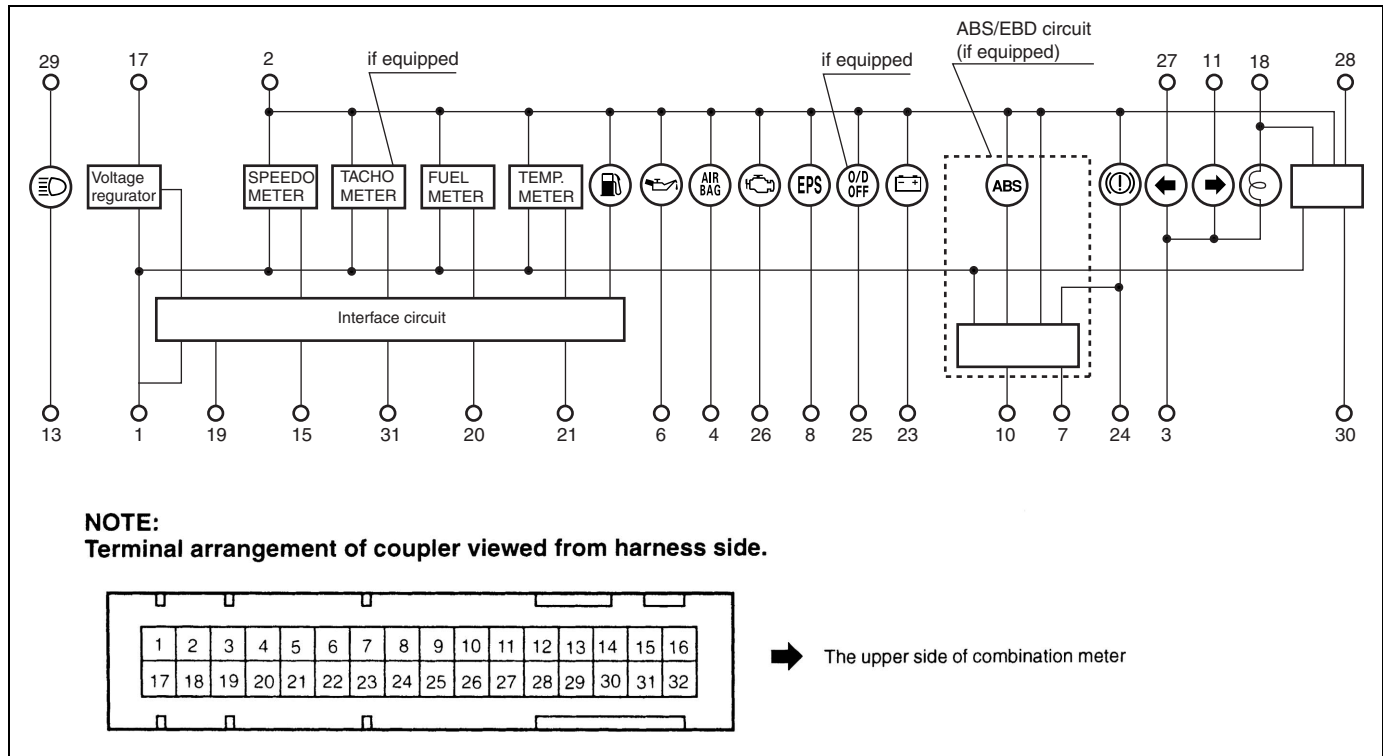 ABS/EBD circuit
(if equipped)
if equipped
if equipped
29 17 2 27 11 18 28
Voltage
regurator
SPEEDO
METER
TACHO
METER
FUEL
METER
TEMP.
METER
AIR
BAG
EPS
O/D
OFF
ABS
Interface circuit
13 1 19 15 31 20 21 6 4 26 8 25 23 10 7 24 3 30
NOTE:
Terminal arrangement of coupler viewed from harness side.
1 2 3 4 5 6 7 8 9 10 11 12 13 14 15 16
17 18 19 20 21 22 23 24 25 26 27 28 29 30 31 32
The upper side of combination meter